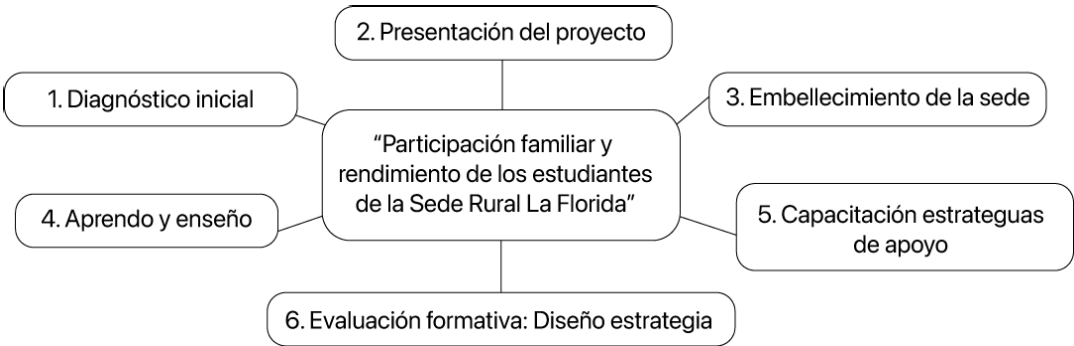 2. Presentación del proyecto
1. Diagnóstico inicial
3. Embellecimiento de la sede
“Participación familiar y
rendimiento de los estudiantes
de la Sede Rural La Florida”
4. Aprendo y enseño
5. Capacitación estrateguas
de apoyo
6. Evaluación formativa: Diseño estrategia